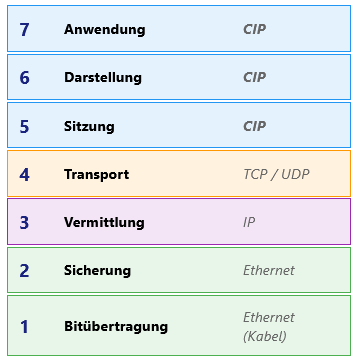 7 Anwendung CIP
6 Darstellung CIP
5 Sitzung CIP
4 Transport TCP / UDP
3 Vermittlung IP
2 Sicherung Ethernet
1 Bitübertragung Ethernet
(Kabel)